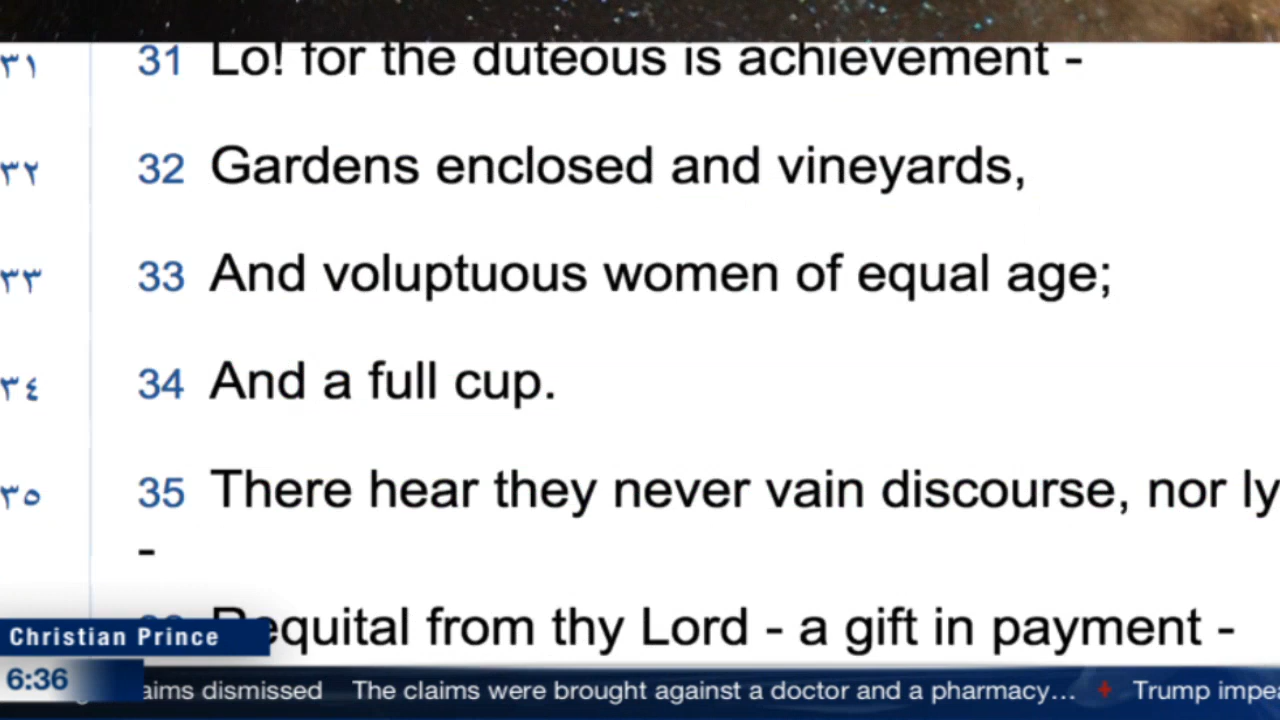 ٣١ 31 Lo! for the duteous is achievement -
٣٢ 32 Gardens enclosed and vineyards,
٣٣ 33 And voluptuous women of equal age;
٣٤ 34 And a full cup.
٣٥ 35 There hear they never vain discourse, nor ly
-
equital from thy Lord - a gift in payment -
Christian Prince
6:36 aims dismissed The claims were brought against a doctor and a pharmacy... Trump impea